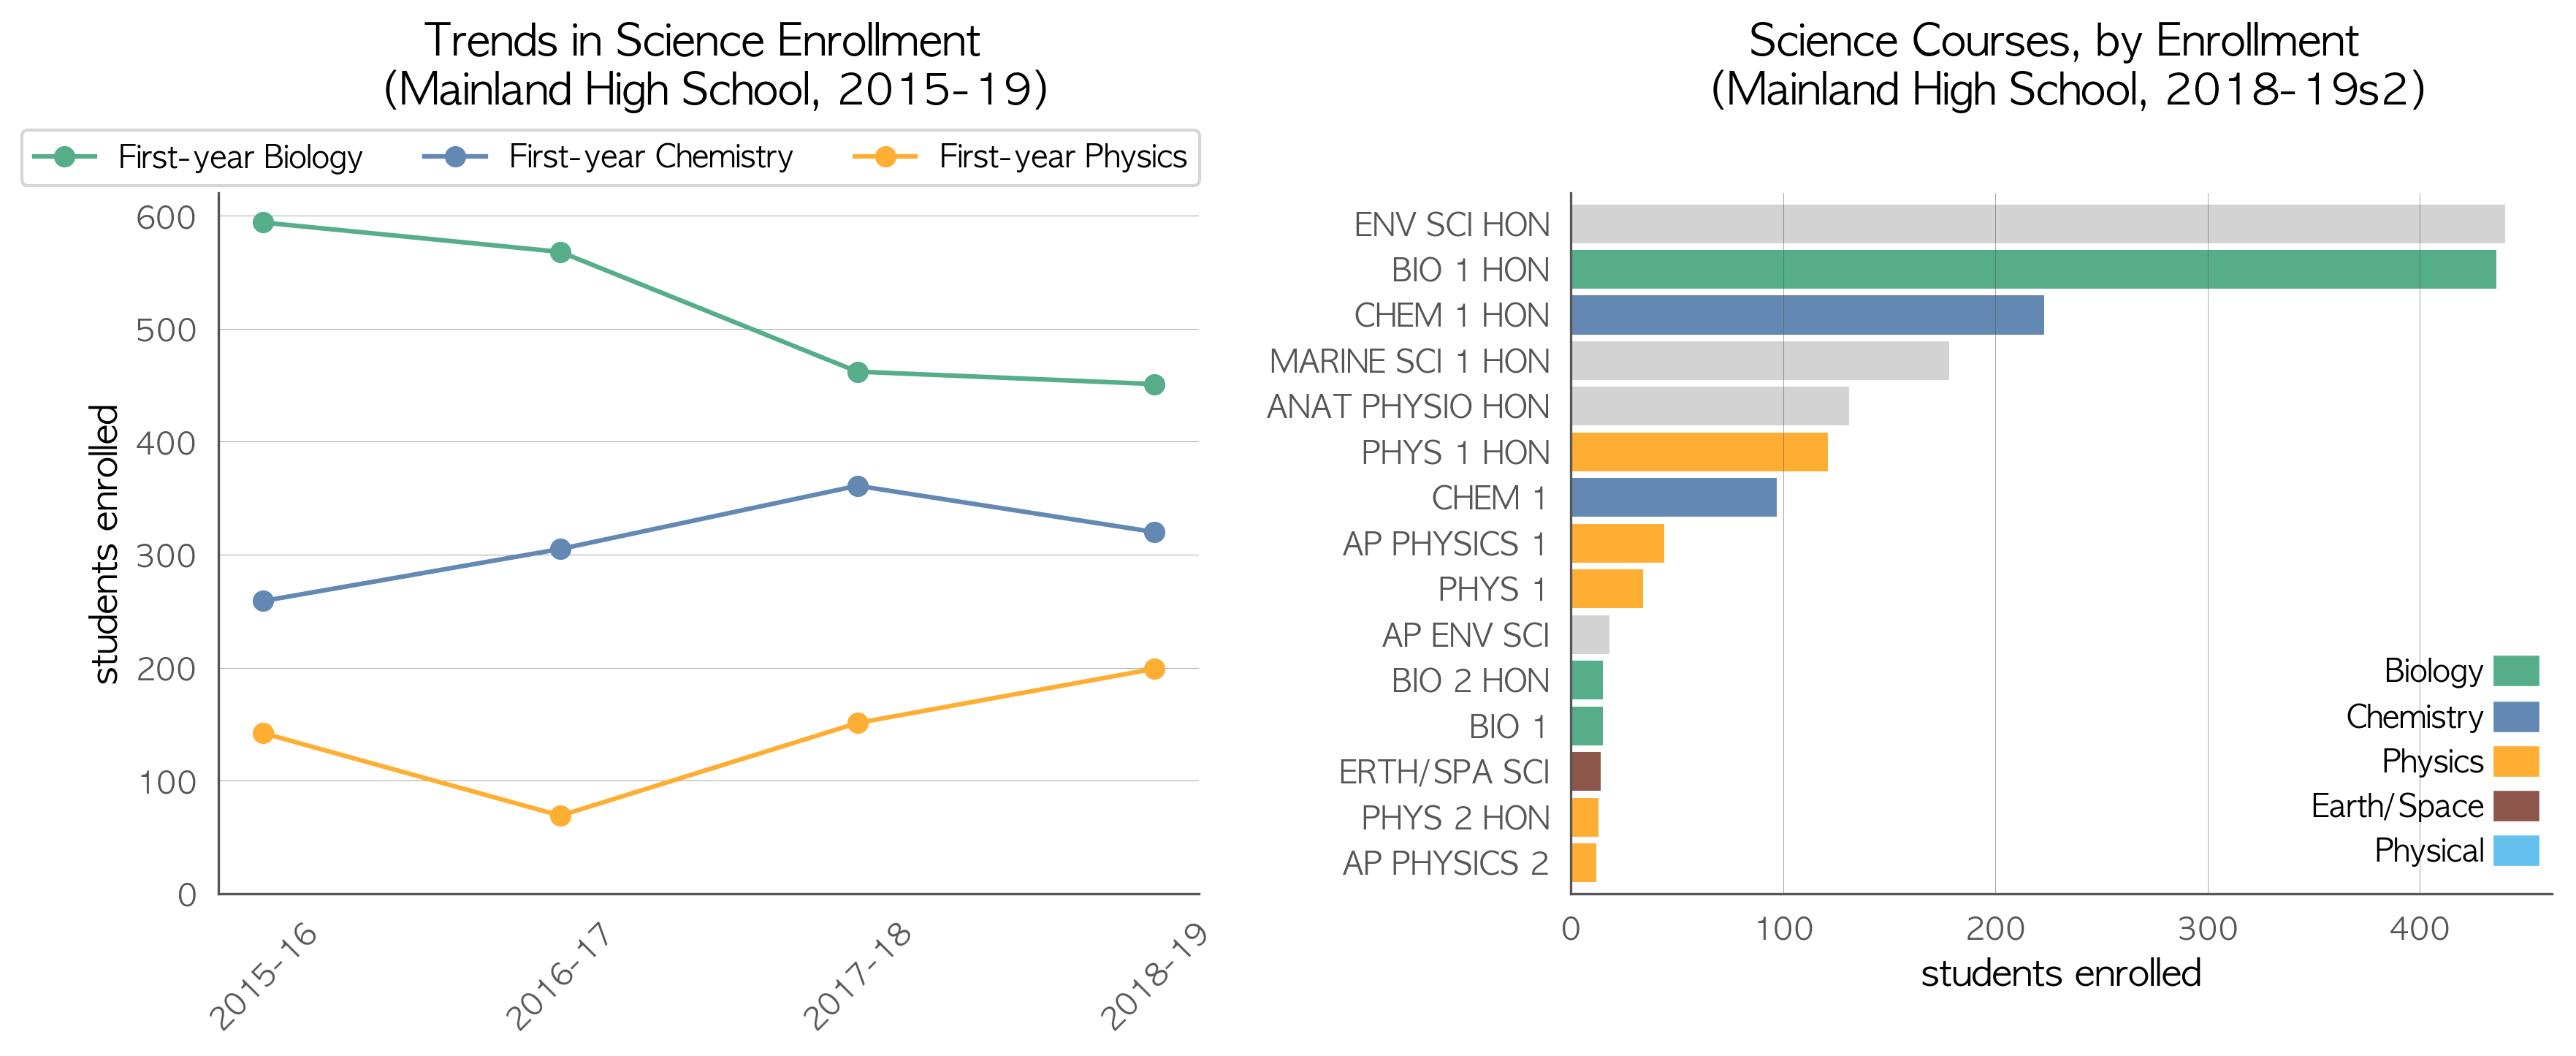 Trends in Science Enrollment
(Mainland High School, 2015-19)
First-year Biology
First-year Chemistry
First-year Physics
600
500
400
300
200
100
0
students enrolled
2015-16
2016-17
2017-18
2018-19
Science Courses, by Enrollment
(Mainland High School, 2018-19s2)
ENV SCI HON
BIO 1 HON
CHEM 1 HON
MARINE SCI 1 HON
ANAT PHYSIO HON
PHYS 1 HON
CHEM 1
AP PHYSICS 1
PHYS 1
AP ENV SCI
BIO 2 HON
BIO 1
ERTH/SPA SCI
PHYS 2 HON
AP PHYSICS 2
Biology
Chemistry
Physics
Earth/Space
Physical
0
100
200
300
400
students enrolled